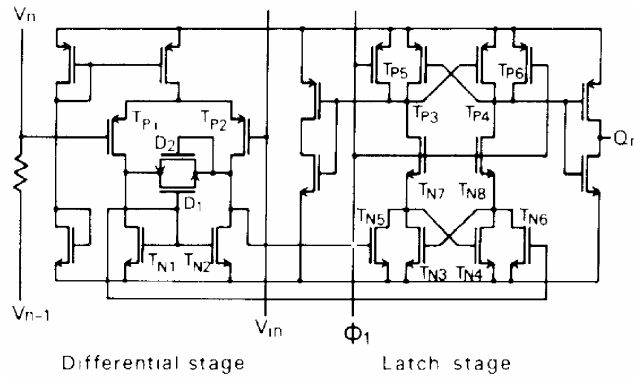 Vn
TP5
TP6
TP1
TP2
TP3
TP4
D2
Qr
D1
TN7
TN8
TN5
TN6
TN1
TN2
TN3
TN4
Vn-1
Vin
Φ1
Differential stage
Latch stage